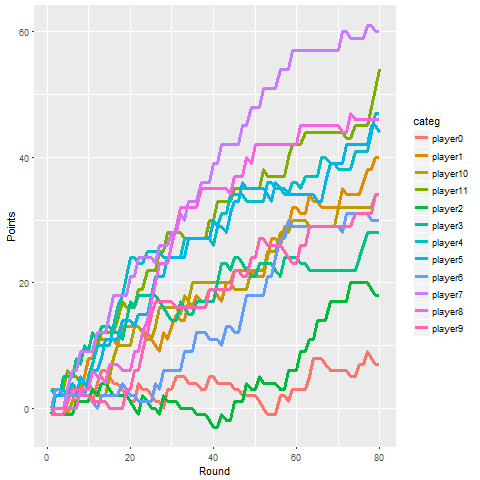 60
40
20
0
Points
0
20
40
60
80
Round
categ
player0
player1
player10
player11
player2
player3
player4
player5
player6
player7
player8
player9